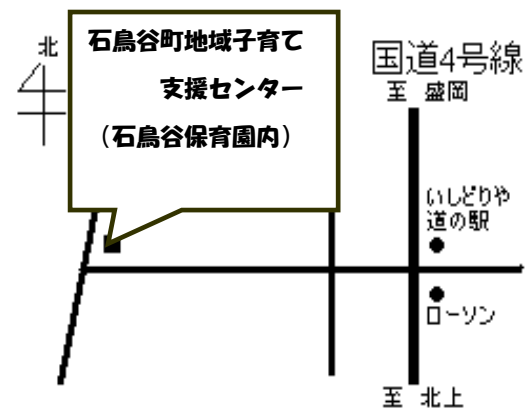 北
石鳥谷町地域子育て
支援センター
（石鳥谷保育園内）
国道4号線
至 盛岡
いしどりや
道の駅
ローソン
至 北上